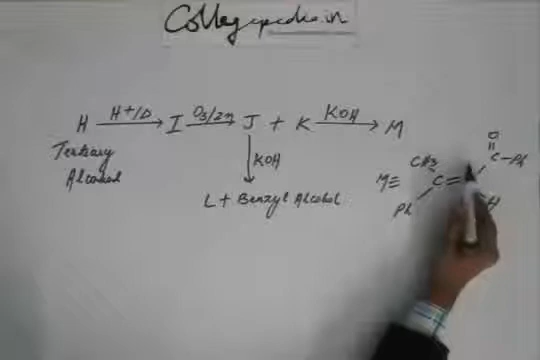 Collegepedia.in
H H+/Δ → I O3/Zn → J + K KOH → M
Tertiary
Alcohol
↓ KOH
L + Benzyl Alcohol
M ≡
CH3
C =
Ph
O
||
C - Ph
H